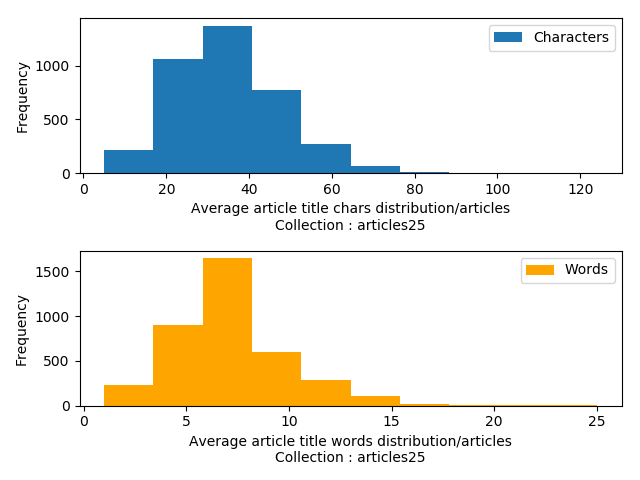 Characters
1000
500
0
Frequency
0 20 40 60 80 100 120
Average article title chars distribution/articles
Collection : articles25
Words
1500
1000
500
0
Frequency
0 5 10 15 20 25
Average article title words distribution/articles
Collection : articles25